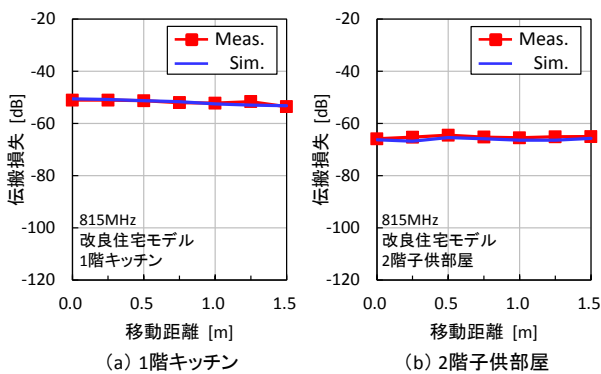 -20
-40
-60
-80
-100
-120
伝搬損失 [dB]
Meas.
Sim.
815MHz
改良住宅モデル
1階キッチン
0.0
0.5
1.0
1.5
移動距離 [m]
(a) 1階キッチン
-20
-40
-60
-80
-100
-120
伝搬損失 [dB]
Meas.
Sim.
815MHz
改良住宅モデル
2階子供部屋
0.0
0.5
1.0
1.5
移動距離 [m]
(b) 2階子供部屋